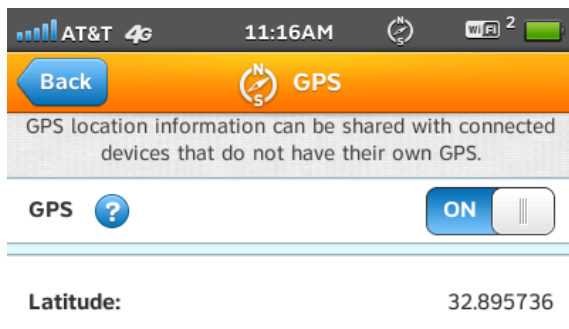 AT&T 4G 11:16AM N S WiFi 2
Back N S GPS
GPS location information can be shared with connected
devices that do not have their own GPS.
GPS ? ON
Latitude: 32.895736